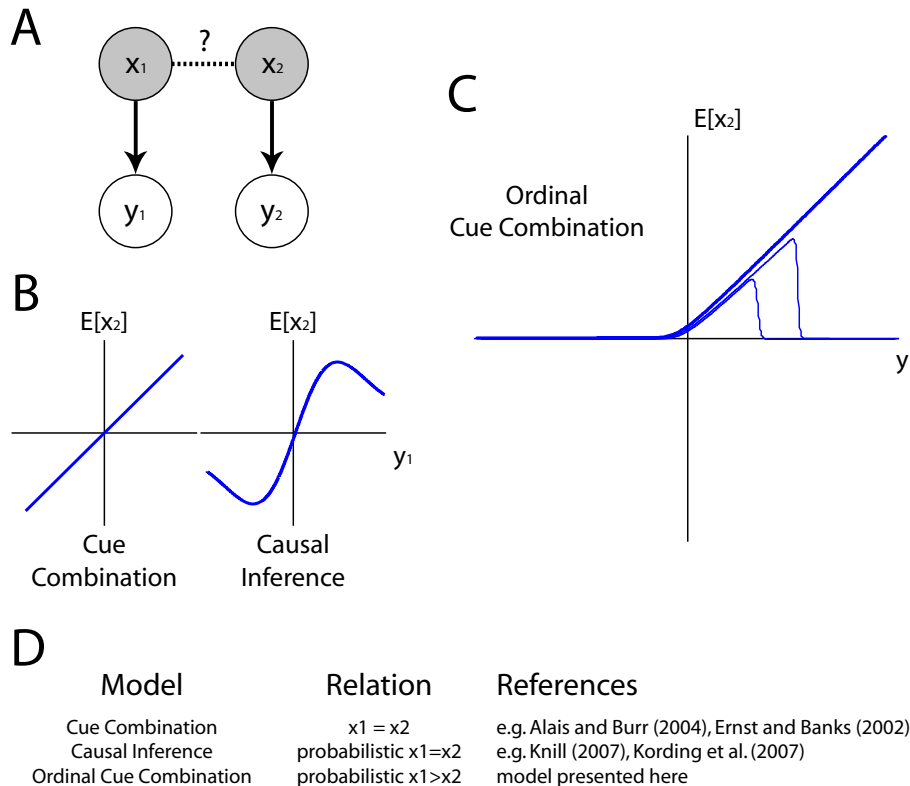 A
?
x1 x2
y1 y2
B
E[x2] E[x2]
y1
Cue
Combination
Causal
Inference
C
E[x2]
Ordinal
Cue Combination
y
D
Model Relation References
Cue Combination x1 = x2 e.g. Alais and Burr (2004), Ernst and Banks (2002)
Causal Inference probabilistic x1=x2 e.g. Knill (2007), Kording et al. (2007)
Ordinal Cue Combination probabilistic x1>x2 model presented here